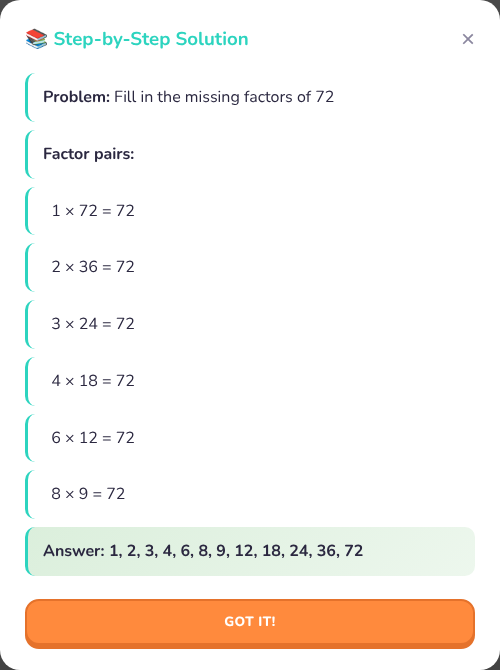 📚 Step-by-Step Solution
×
Problem: Fill in the missing factors of 72
Factor pairs:
1 × 72 = 72
2 × 36 = 72
3 × 24 = 72
4 × 18 = 72
6 × 12 = 72
8 × 9 = 72
Answer: 1, 2, 3, 4, 6, 8, 9, 12, 18, 24, 36, 72
GOT IT!